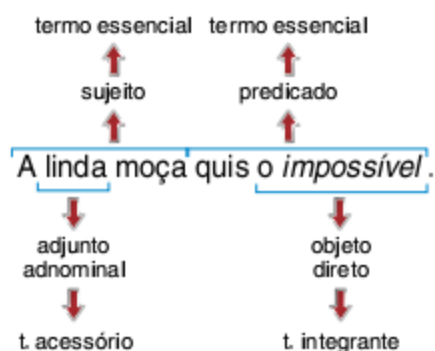 termo essencial termo essencial
sujeito predicado
A linda moça quis o impossível.
adjunto adnominal objeto direto
t. acessório t. integrante